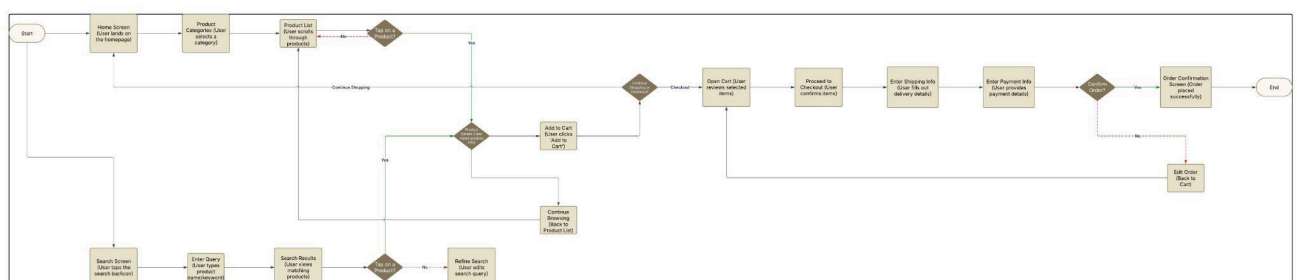 Start
Home Screen
(User lands on
the homepage)
Product
Categories (User
selects a
category)
Product List
(User scrolls
through
products)
No
Tap on a
Product?
Yes
Continue Shopping
Continue
Shopping or
Checkout?
Checkout
Open Cart (User
reviews selected
items)
Proceed to
Checkout (User
confirms items)
Enter Shipping Info
(User fills out
delivery details)
Enter Payment Info
(User provides
payment details)
Confirm
Order?
Yes
Order Confirmation
Screen (Order
placed
successfully)
End
No
Edit Order
(Back to
Cart)
Product
Add to Cart
(User clicks
'Add to
Cart')
Yes
Continue
Browsing
(Back to
Product List)
Search Screen
(User taps the
search bar/icon)
Enter Query
(User types
product
name/keyword)
Search Results
(User views
matching
products)
Tap on a
Product?
No
Refine Search
(User edits
search query)